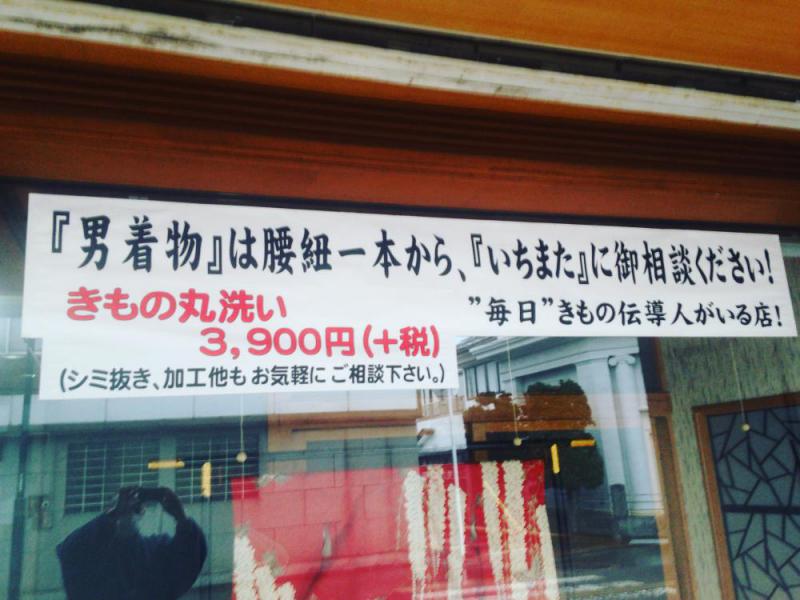 『男着物』は腰紐一本から、『いちまた』に御相談ください!
"毎日"きもの伝導人がいる店!
きもの丸洗い
3,900円(+税)
(シミ抜き、加工他も お気軽に ご相談下さい。)